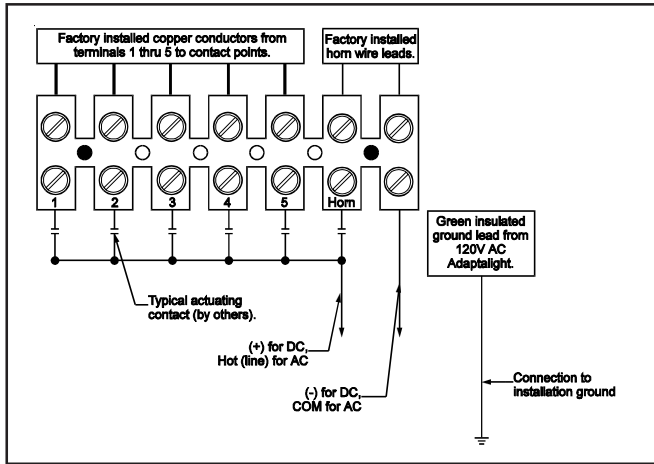 Factory installed copper conductors from
terminals 1 thru 5 to contact points.
Factory installed
horn wire leads.
1 2 3 4 5 Horn
Green insulated
ground lead from
120V AC
Adaptalight.
Typical actuating
contact (by others).
(+) for DC,
Hot (line) for AC
(-) for DC,
COM for AC
Connection to
installation ground